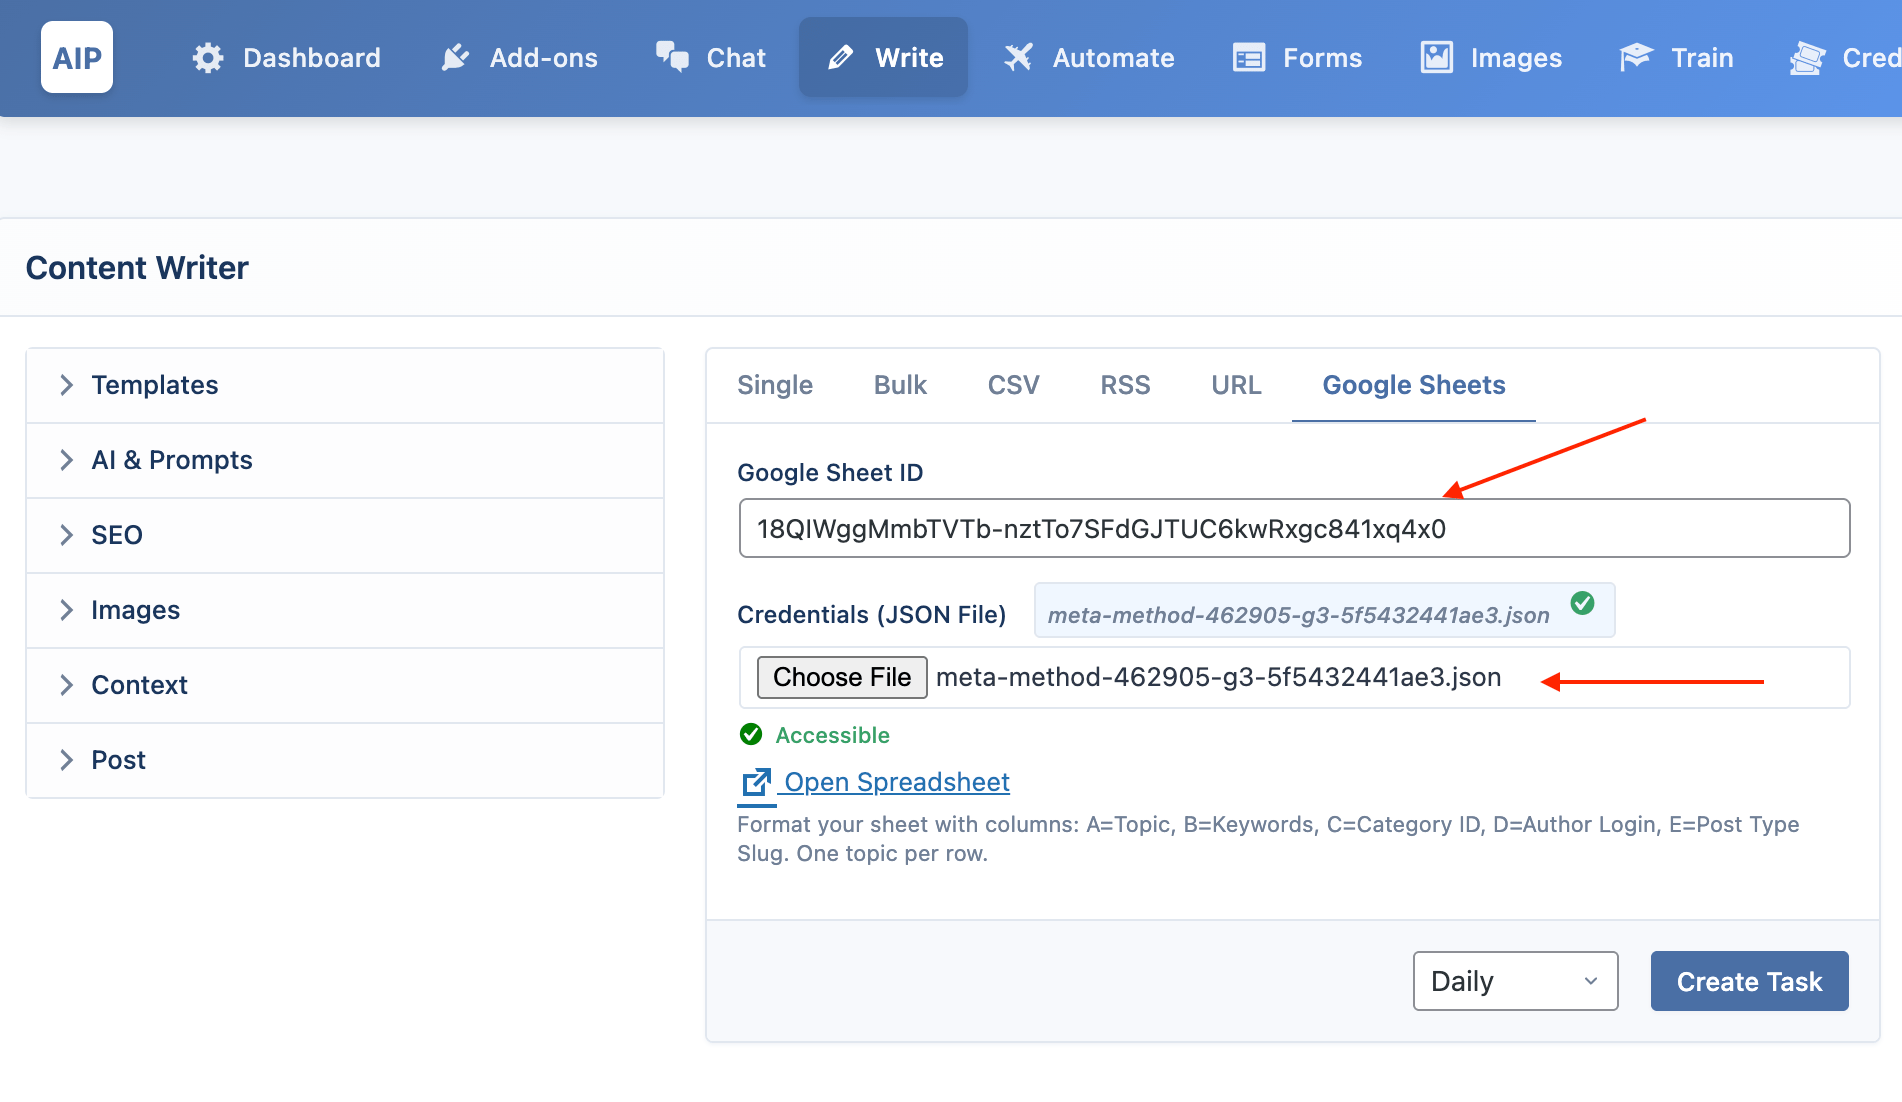 AIP
Dashboard
Add-ons
Chat
Write
Automate
Forms
Images
Train
Cred
Content Writer
Templates
AI & Prompts
SEO
Images
Context
Post
Single Bulk CSV RSS URL Google Sheets
Google Sheet ID
18QIWggMmbTVTb-nztTo7SFdGJTUC6kwRxgc841xq4x0
Credentials (JSON File) meta-method-462905-g3-5f5432441ae3.json
Choose File meta-method-462905-g3-5f5432441ae3.json
Accessible
Open Spreadsheet
Format your sheet with columns: A=Topic, B=Keywords, C=Category ID, D=Author Login, E=Post Type
Slug. One topic per row.
Daily
Create Task